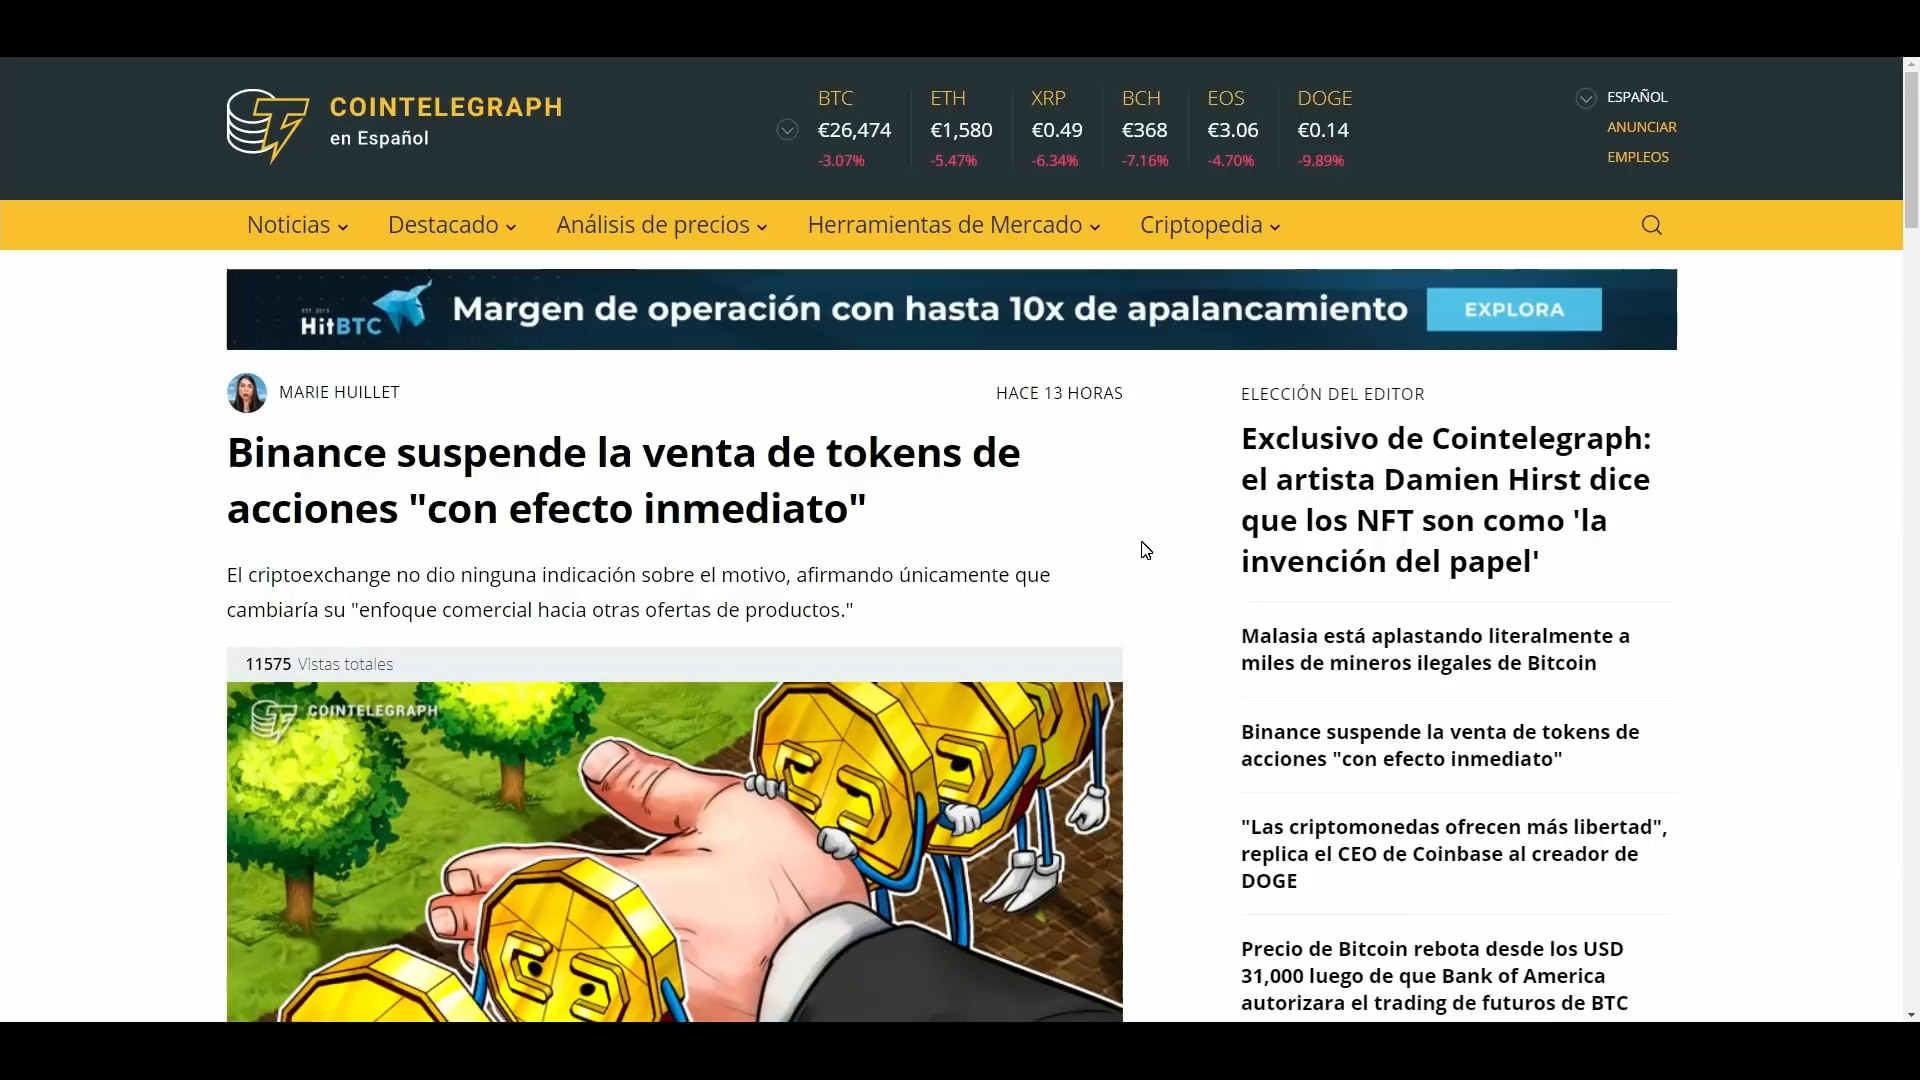 COINTELEGRAPH
en Español
BTC
€26,474
-3.07%
ETH
€1,580
-5.47%
XRP
€0.49
-6.34%
BCH
€368
-7.16%
EOS
€3.06
-4.70%
DOGE
€0.14
-9.89%
ESPAÑOL
ANUNCIAR
EMPLEOS
Noticias
Destacado
Análisis de precios
Herramientas de Mercado
Criptopedia
EST. 2013
HitBTC
Margen de operación con hasta 10x de apalancamiento
EXPLORA
MARIE HUILLET
HACE 13 HORAS
Binance suspende la venta de tokens de
acciones "con efecto inmediato"
El criptoexchange no dio ninguna indicación sobre el motivo, afirmando únicamente que
cambiaría su "enfoque comercial hacia otras ofertas de productos."
11575 Vistas totales
COINTELEGRAPH
ELECCIÓN DEL EDITOR
Exclusivo de Cointelegraph:
el artista Damien Hirst dice
que los NFT son como 'la
invención del papel'
Malasia está aplastando literalmente a
miles de mineros ilegales de Bitcoin
Binance suspende la venta de tokens de
acciones "con efecto inmediato"
"Las criptomonedas ofrecen más libertad",
replica el CEO de Coinbase al creador de
DOGE
Precio de Bitcoin rebota desde los USD
31,000 luego de que Bank of America
autorizara el trading de futuros de BTC